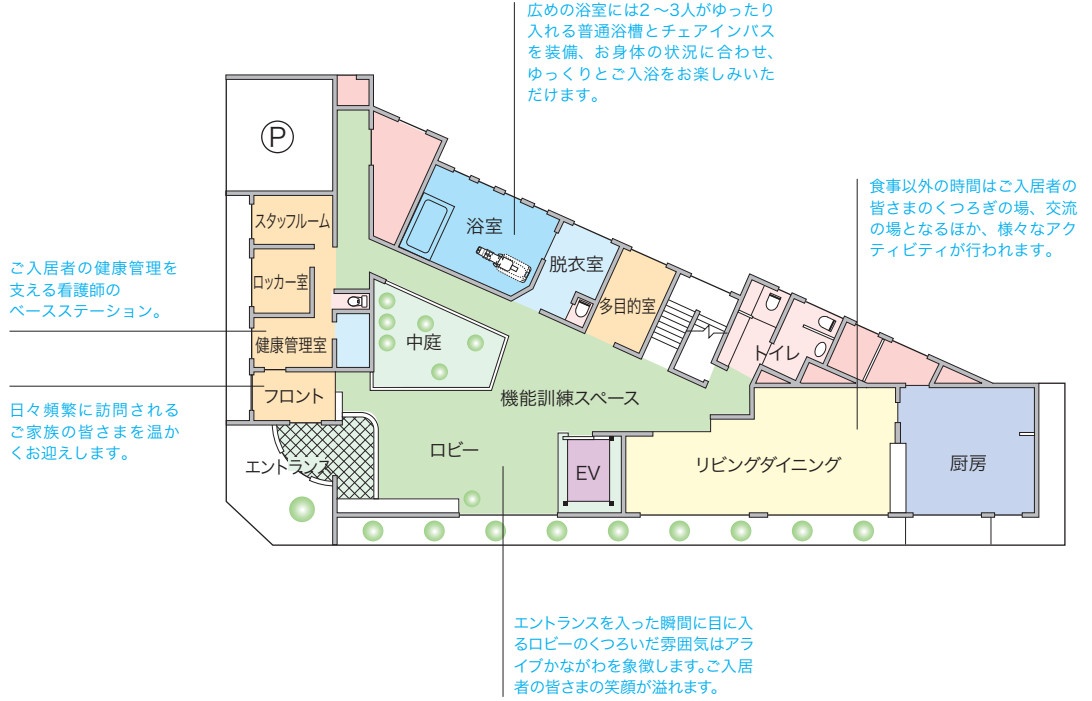 広めの浴室には2〜3人がゆったり
入れる普通浴槽とチェアインバス
を装備、お身体の状況に合わせ、
ゆっくりとご入浴をお楽しみいた
だけます。
P
食事以外の時間はご入居者の
皆さまのくつろぎの場、交流
の場となるほか、様々なアク
ティビティが行われます。
スタッフルーム
浴室
脱衣室
ご入居者の健康管理を
支える看護師の
ベースステーション。
ロッカー室
多目的室
健康管理室
中庭
トイレ
フロント
機能訓練スペース
日々頻繁に訪問される
ご家族の皆さまを温か
くお迎えします。
エントランス
ロビー
EV
リビングダイニング
厨房
エントランスを入った瞬間に目に入
るロビーのくつろいだ雰囲気はアラ
イブかながわを象徴します。ご入居
者の皆さまの笑顔が溢れます。